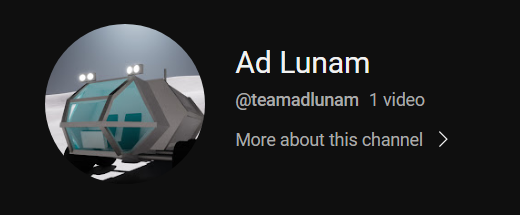 Ad Lunam
@teamadlunam 1 video
More about this channel